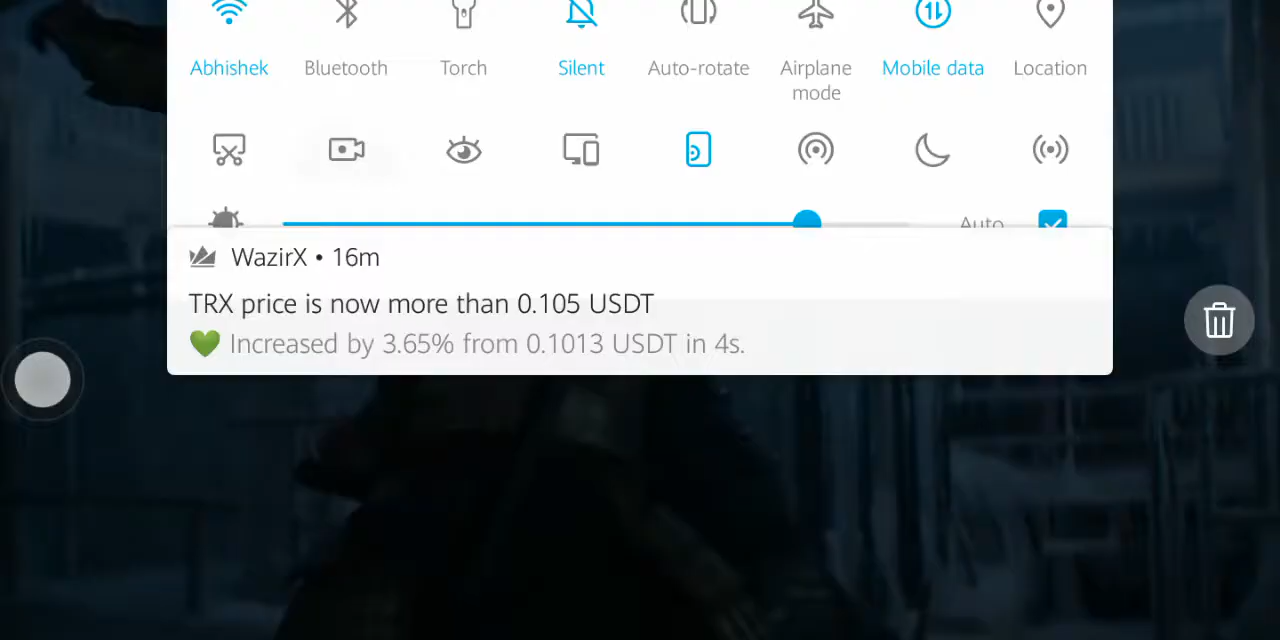 Abhishek Bluetooth Torch Silent Auto-rotate Airplane mode Mobile data Location
Auto
WazirX • 16m
TRX price is now more than 0.105 USDT
💚 Increased by 3.65% from 0.1013 USDT in 4s.